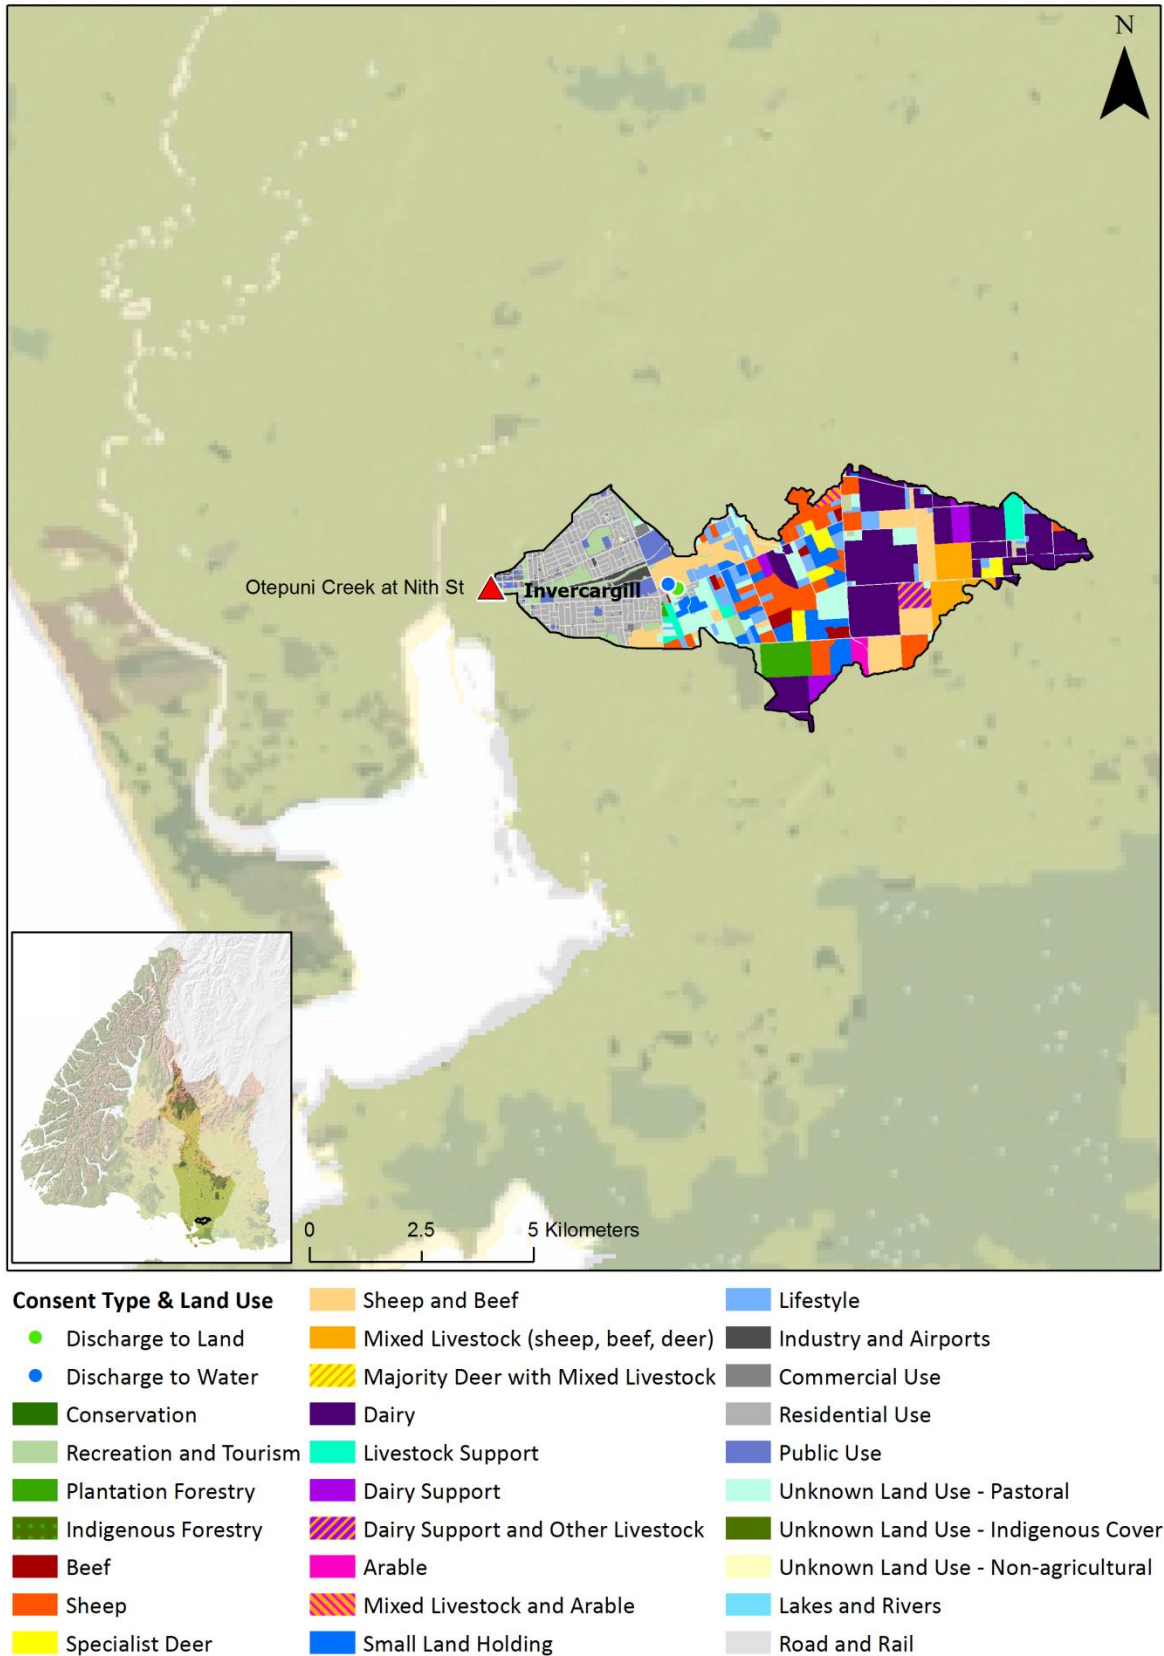 N
Otepuni Creek at Nith St
Invercargill
0 2.5 5 Kilometers
Consent Type & Land Use
Discharge to Land
Discharge to Water
Conservation
Recreation and Tourism
Plantation Forestry
Indigenous Forestry
Beef
Sheep
Specialist Deer
Sheep and Beef
Mixed Livestock (sheep, beef, deer)
Majority Deer with Mixed Livestock
Dairy
Livestock Support
Dairy Support
Dairy Support and Other Livestock
Arable
Mixed Livestock and Arable
Small Land Holding
Lifestyle
Industry and Airports
Commercial Use
Residential Use
Public Use
Unknown Land Use - Pastoral
Unknown Land Use - Indigenous Cover
Unknown Land Use - Non-agricultural
Lakes and Rivers
Road and Rail